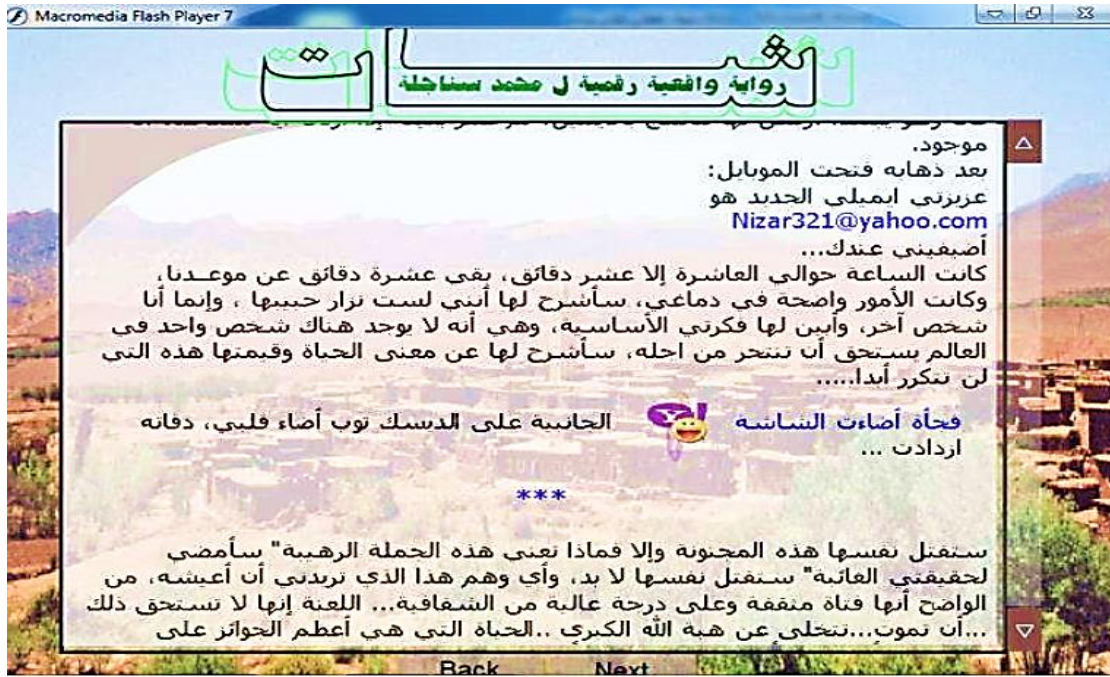 Macromedia Flash Player 7
شات
رواية واقعية رقمية ل محمد سناجلة
موجود.
بعد ذهابه فتحت الموبايل:
عزيزتي ايميلي الجديد هو
Nizar321@yahoo.com
أضيفيني عندك...
كانت الساعة حوالي العاشرة إلا عشر دقائق، بقي عشرة دقائق عن موعدنا،
وكانت الأمور واضحة في دماغي، سأشرح لها أنني لست نزار حبيبها ، وإنما أنا
شخص آخر، وأبين لها فكرتي الأساسية، وهي أنه لا يوجد هناك شخص واحد في
العالم يستحق أن تنتحر من اجله، سأشرح لها عن معنى الحياة وقيمتها هذه التي
لن تتكرر أبدا.....
فجأة أضاءت الشاشة الجانبية على الدسك توب أضاء قلبي، دقاته
ازدادت ...
***
ستقتل نفسها هذه المجنونة وإلا فماذا تعني هذه الجملة الرهيبة" سأمضي
لحقيقتي الغائبة" ستقتل نفسها لا بد، وأي وهم هذا الذي تريدني أن أعيشه، من
الواضح أنها فتاة مثقفة وعلى درجة عالية من الشفافية... اللعنة إنها لا تستحق ذلك
...أن تموت...تتخلى عن هبة الله الكبرى ..الحياة التي هي أعظم الجوائز على
Back Next